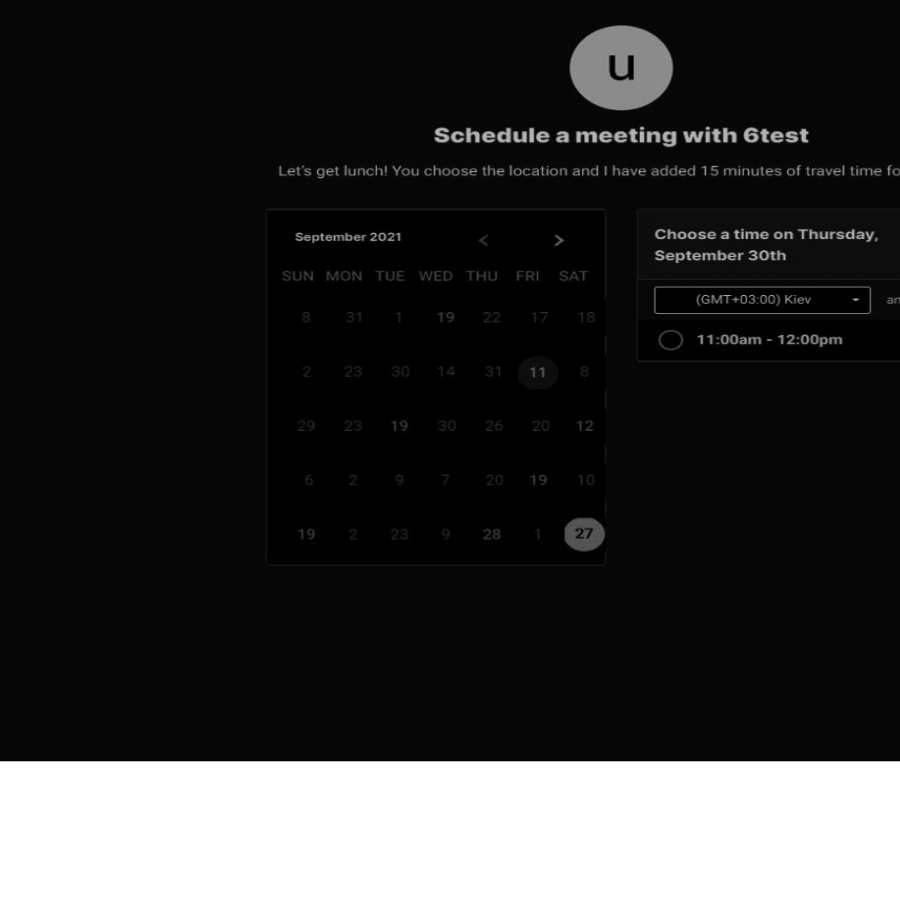 u
Schedule a meeting with 6test
Let's get lunch! You choose the location and I have added 15 minutes of travel time
September 2021 < >
SUN MON TUE WED THU FRI SAT
8 31 1 19 22 17 18
2 23 30 14 31 11 8
29 23 19 30 26 20 12
6 2 9 7 20 19 10
19 2 23 9 28 1 27
Choose a time on Thursday,
September 30th
(GMT+03:00) Kiev
11:00am - 12:00pm